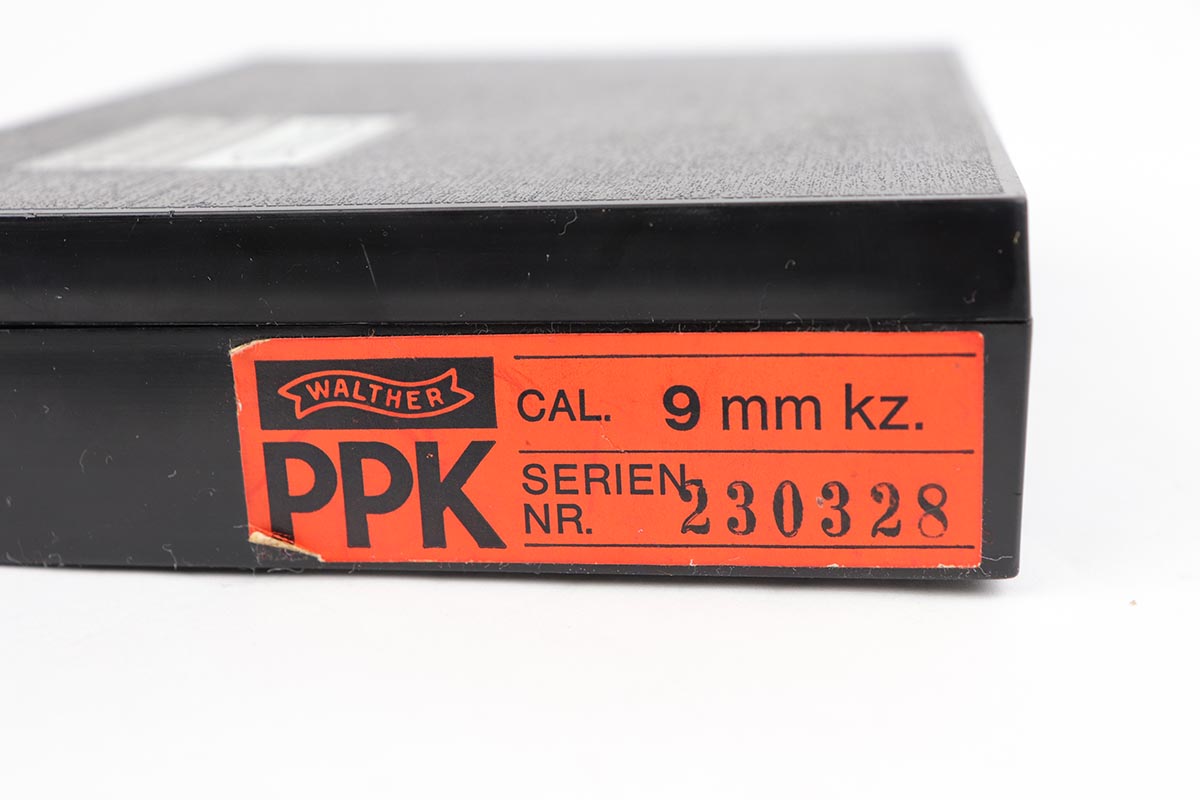 WALTHER
PPK
CAL. 9 mm kz.
SERIEN
NR. 230328